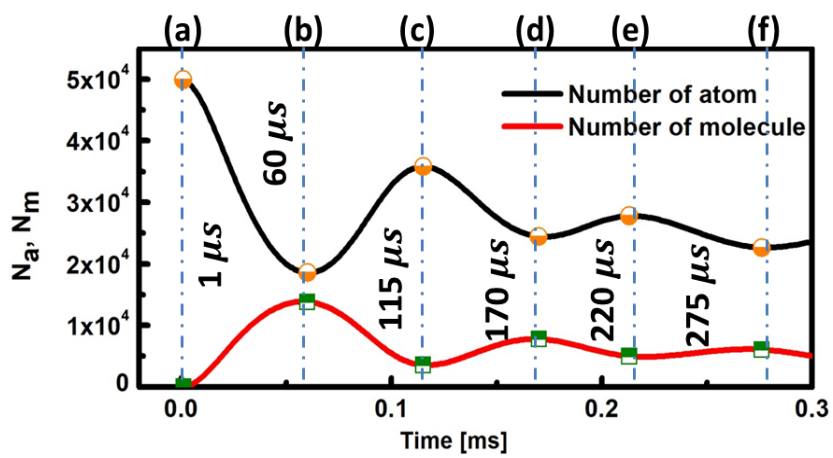 (a) (b) (c) (d) (e) (f)
5x10⁴
4x10⁴
3x10⁴
2x10⁴
1x10⁴
0
Nₐ, Nₘ
Number of atom
Number of molecule
1 μs
60 μs
115 μs
170 μs
220 μs
275 μs
0.0 0.1 0.2 0.3
Time [ms]